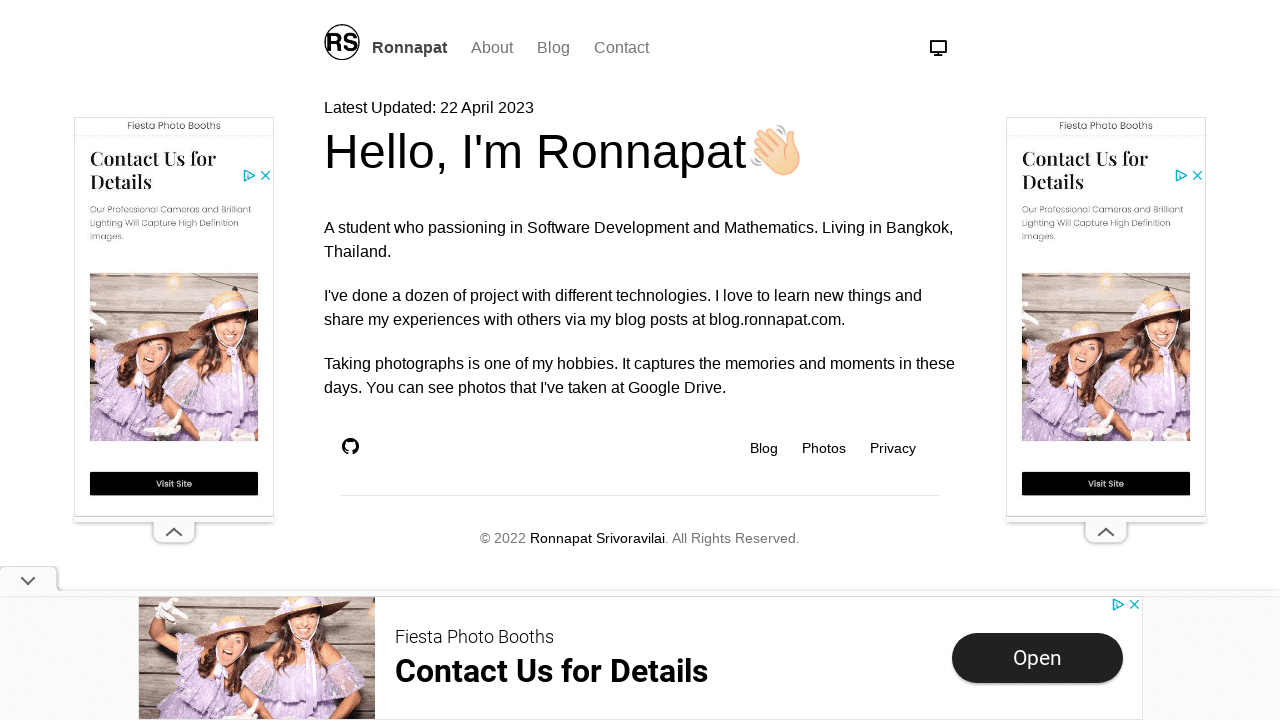 RS Ronnapat About Blog Contact
Latest Updated: 22 April 2023
Hello, I'm Ronnapat
A student who passioning in Software Development and Mathematics. Living in Bangkok,
Thailand.
I've done a dozen of project with different technologies. I love to learn new things and
share my experiences with others via my blog posts at blog.ronnapat.com.
Taking photographs is one of my hobbies. It captures the memories and moments in these
days. You can see photos that I've taken at Google Drive.
Blog Photos Privacy
© 2022 Ronnapat Srivoravilai. All Rights Reserved.
Fiesta Photo Booths
Contact Us for
Details
Our Professional Cameras and Brilliant
Lighting Will Capture High Definition
Images.
Visit Site
Fiesta Photo Booths
Contact Us for
Details
Our Professional Cameras and Brilliant
Lighting Will Capture High Definition
Images.
Visit Site
Fiesta Photo Booths
Contact Us for Details
Open